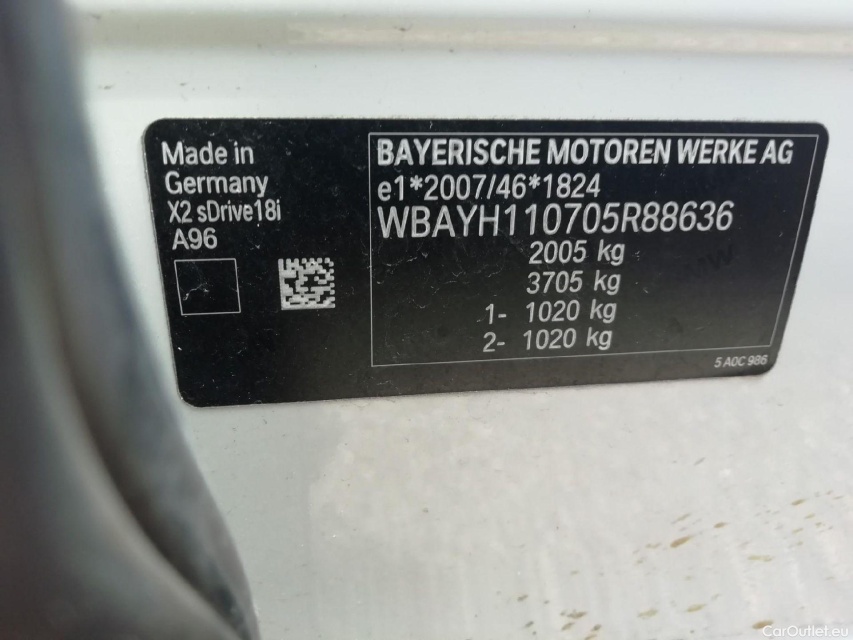 Made in
Germany
X2 sDrive18i
A96
BAYERISCHE MOTOREN WERKE AG
e1*2007/46*1824
WBAYH110705R88636
2005 kg
3705 kg
1- 1020 kg
2- 1020 kg
5 A0C 986
CarOutlet.eu